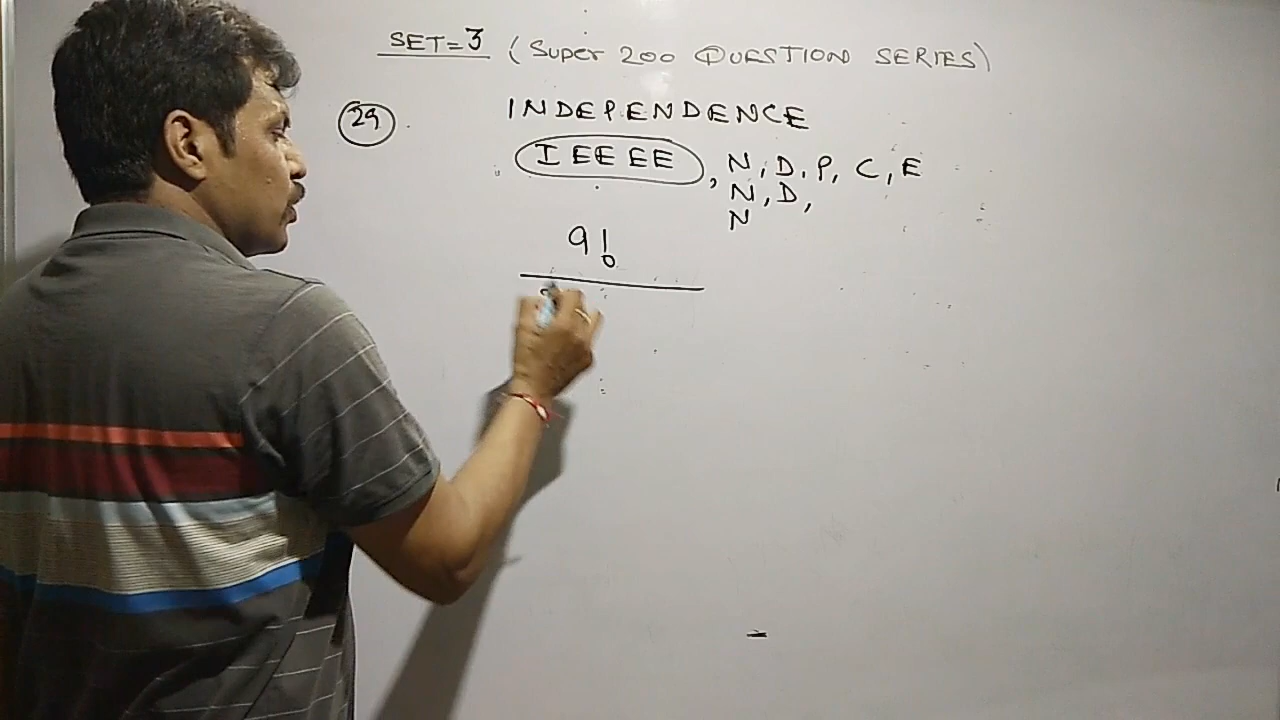 SET=3 (Super 200 QUESTION SERIES)
29
INDEPENDENCE
IEEEE, N, D, P, C, E
N, D,
N
9!